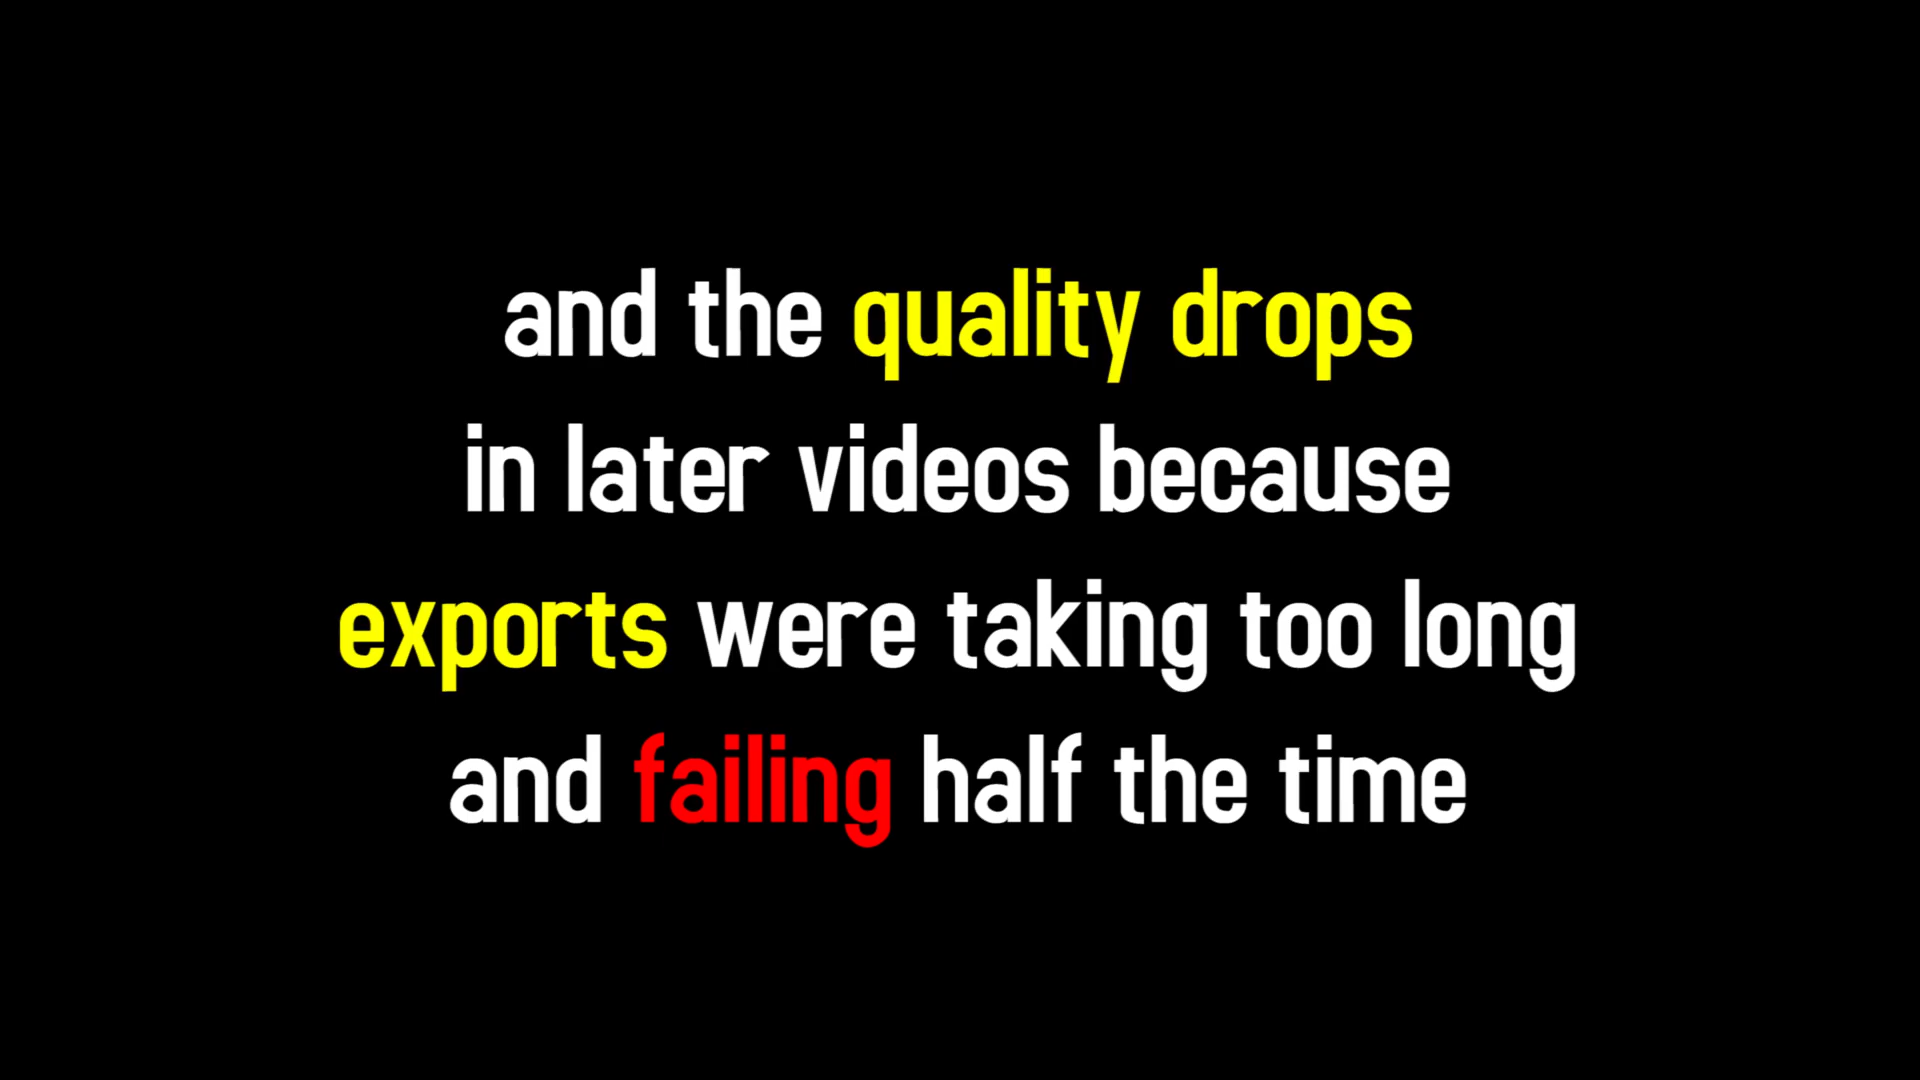 and the quality drops
in later videos because
exports were taking too long
and failing half the time